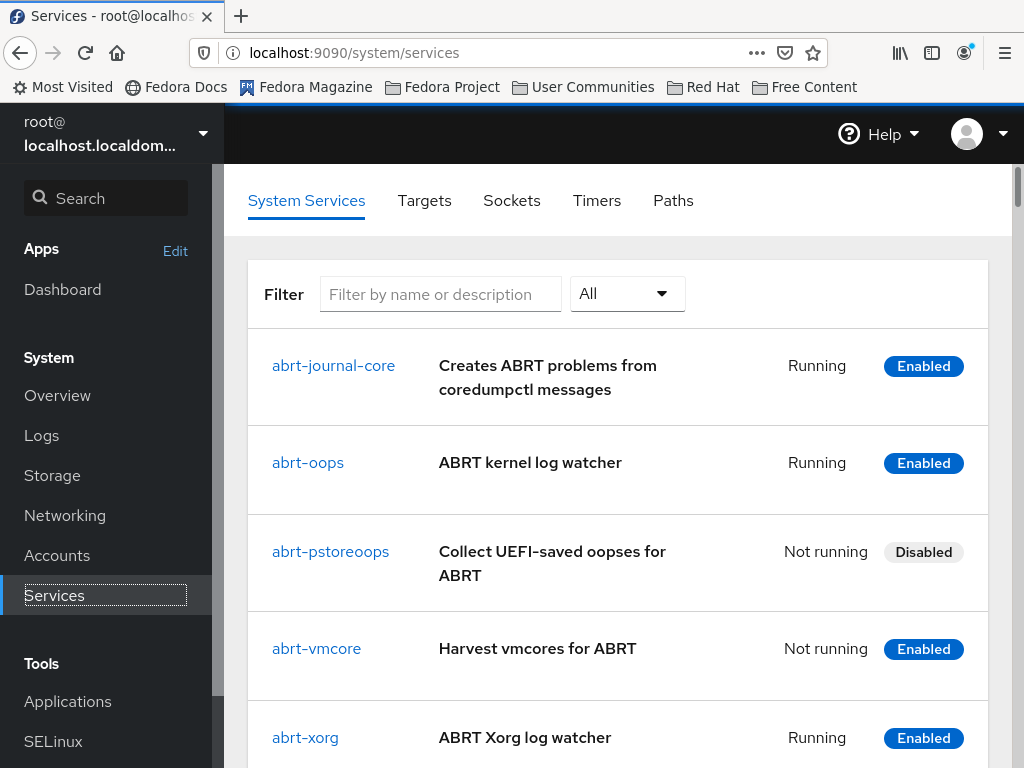 Services - root@localhos
localhost:9090/system/services
Most Visited Fedora Docs Fedora Magazine Fedora Project User Communities Red Hat Free Content
root@
localhost.localdom...
Help
Search
Apps Edit
Dashboard
System
Overview
Logs
Storage
Networking
Accounts
Services
Tools
Applications
SELinux
System Services Targets Sockets Timers Paths
Filter Filter by name or description All
abrt-journal-core Creates ABRT problems from Running Enabled
coredumpctl messages
abrt-oops ABRT kernel log watcher Running Enabled
abrt-pstoreoops Collect UEFI-saved oopses for Not running Disabled
ABRT
abrt-vmcore Harvest vmcores for ABRT Not running Enabled
abrt-xorg ABRT Xorg log watcher Running Enabled